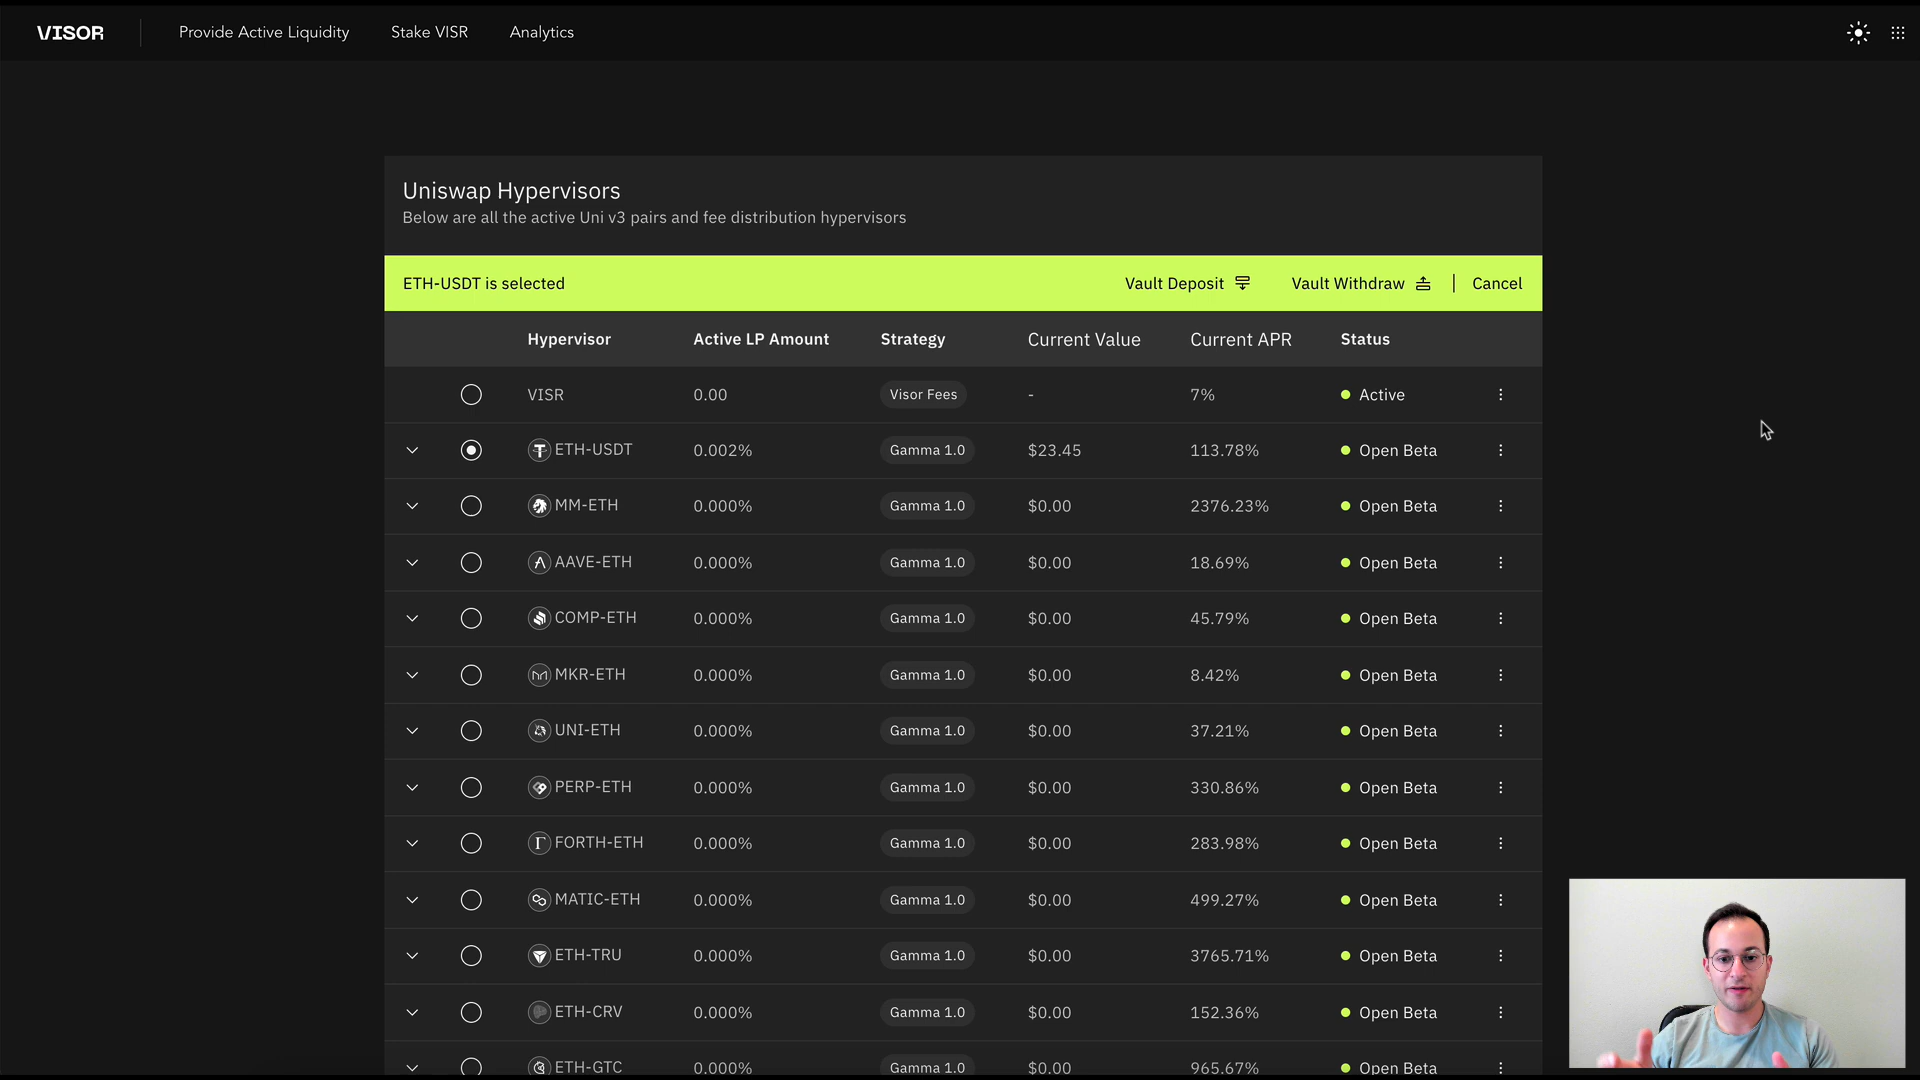 VISOR Provide Active Liquidity Stake VISR Analytics
Uniswap Hypervisors
Below are all the active Uni v3 pairs and fee distribution hypervisors
ETH-USDT is selected Vault Deposit Vault Withdraw | Cancel
Hypervisor Active LP Amount Strategy Current Value Current APR Status
VISR 0.00 Visor Fees - 7% Active
ETH-USDT 0.002% Gamma 1.0 $23.45 113.78% Open Beta
MM-ETH 0.000% Gamma 1.0 $0.00 2376.23% Open Beta
AAVE-ETH 0.000% Gamma 1.0 $0.00 18.69% Open Beta
COMP-ETH 0.000% Gamma 1.0 $0.00 45.79% Open Beta
MKR-ETH 0.000% Gamma 1.0 $0.00 8.42% Open Beta
UNI-ETH 0.000% Gamma 1.0 $0.00 37.21% Open Beta
PERP-ETH 0.000% Gamma 1.0 $0.00 330.86% Open Beta
FORTH-ETH 0.000% Gamma 1.0 $0.00 283.98% Open Beta
MATIC-ETH 0.000% Gamma 1.0 $0.00 499.27% Open Beta
ETH-TRU 0.000% Gamma 1.0 $0.00 3765.71% Open Beta
ETH-CRV 0.000% Gamma 1.0 $0.00 152.36% Open Beta
ETH-GTC 0.000% Gamma 1.0 $0.00 965.67% Open Beta